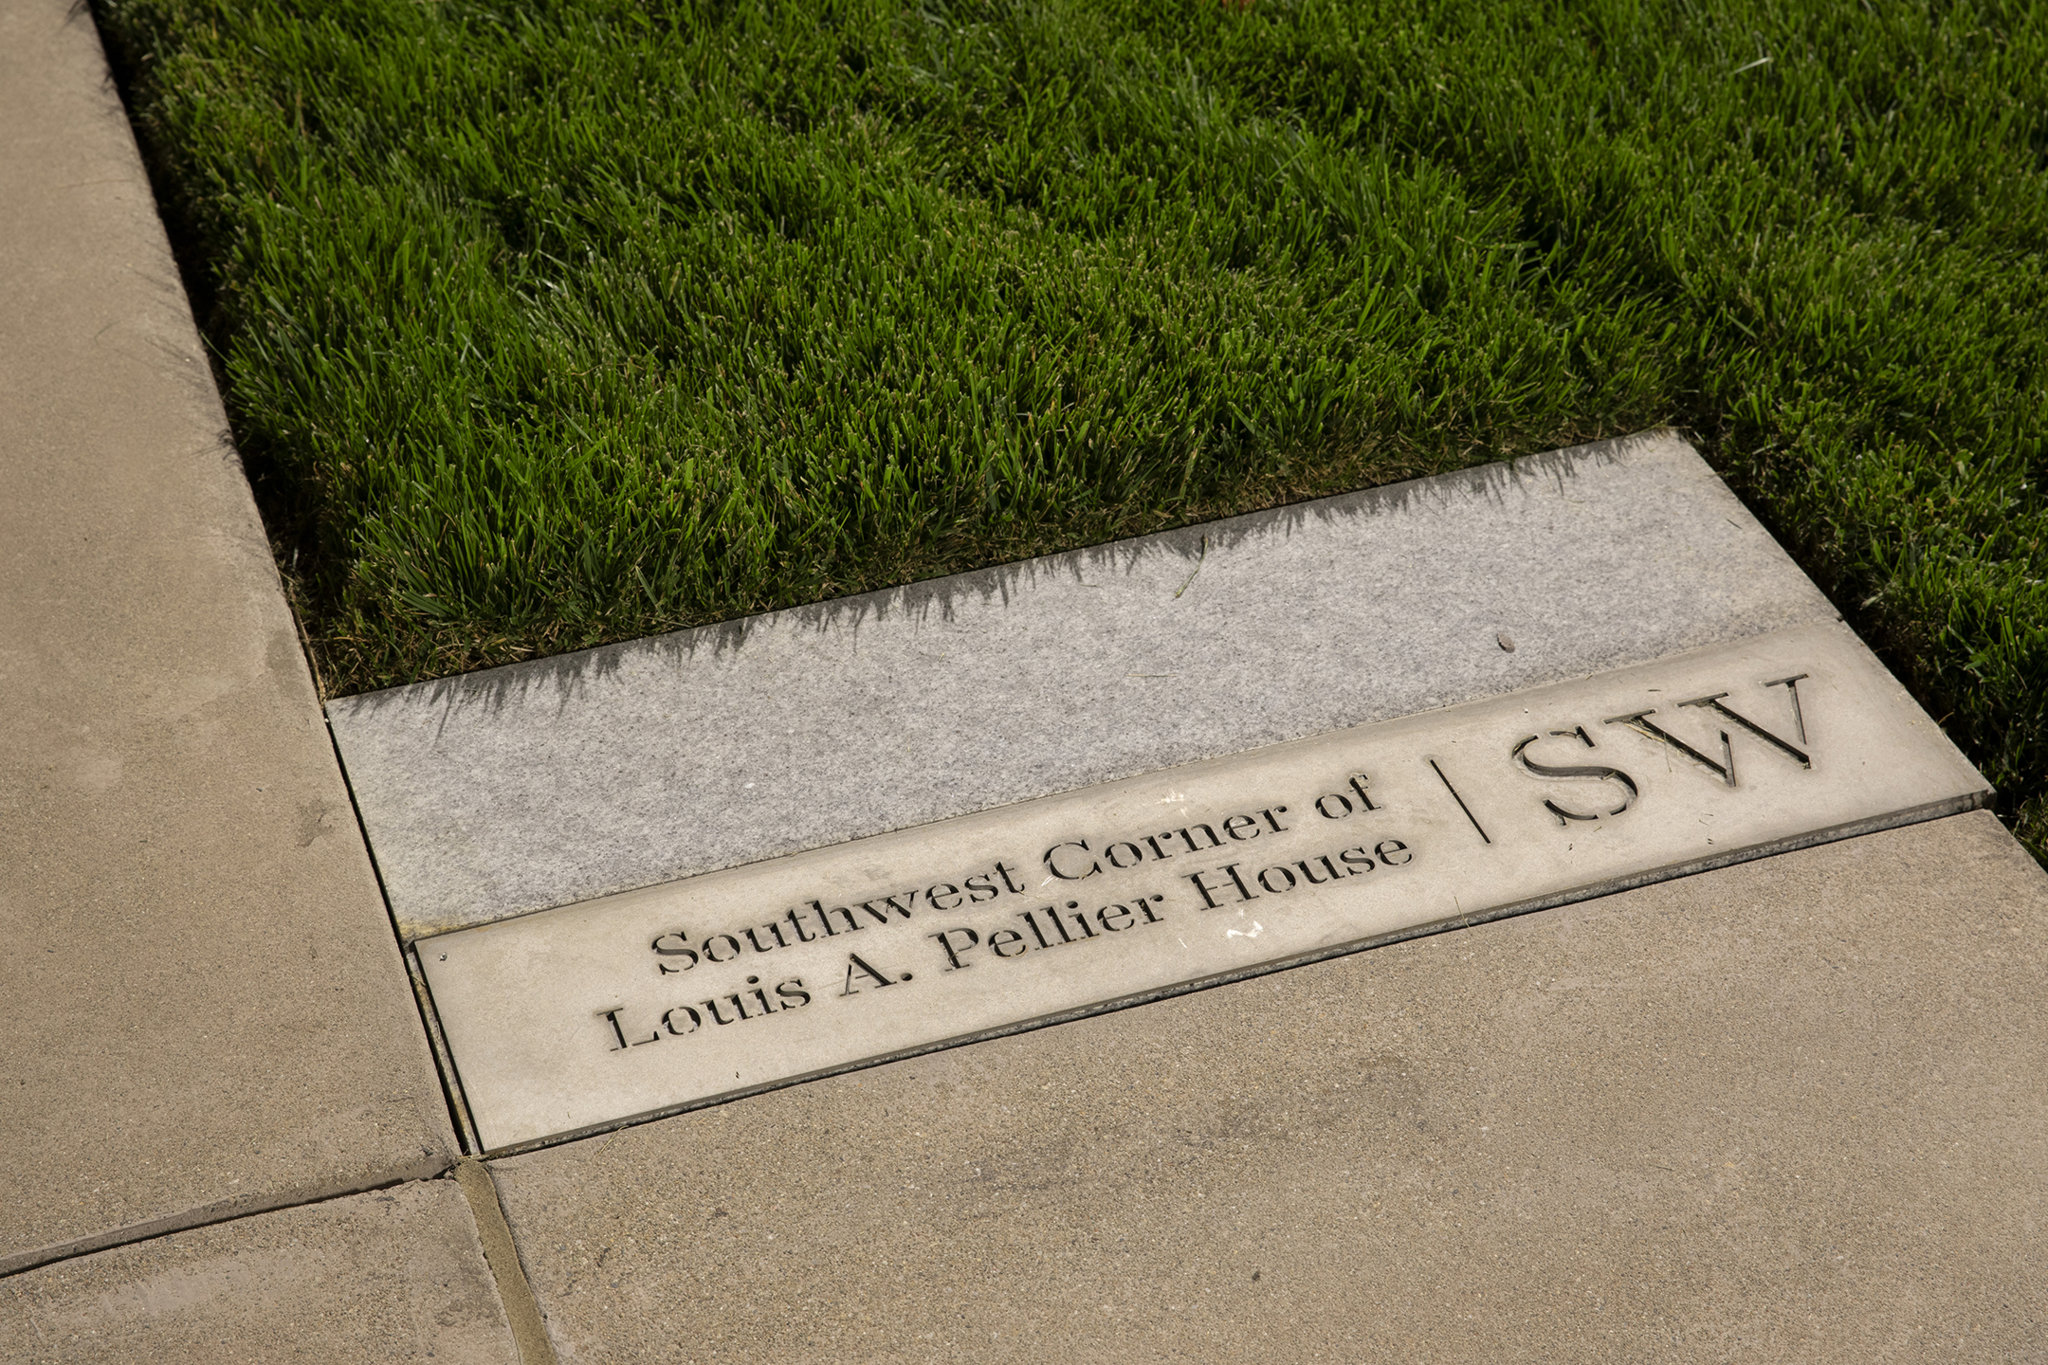 Southwest Corner of
Louis A. Pellier House | SW